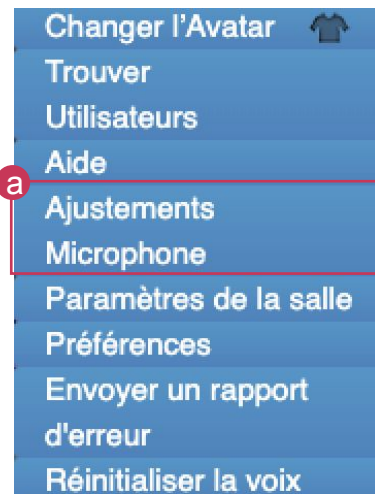 Changer l'Avatar
Trouver
Utilisateurs
Aide
a
Ajustements
Microphone
Paramètres de la salle
Préférences
Envoyer un rapport
d'erreur
Réinitialiser la voix